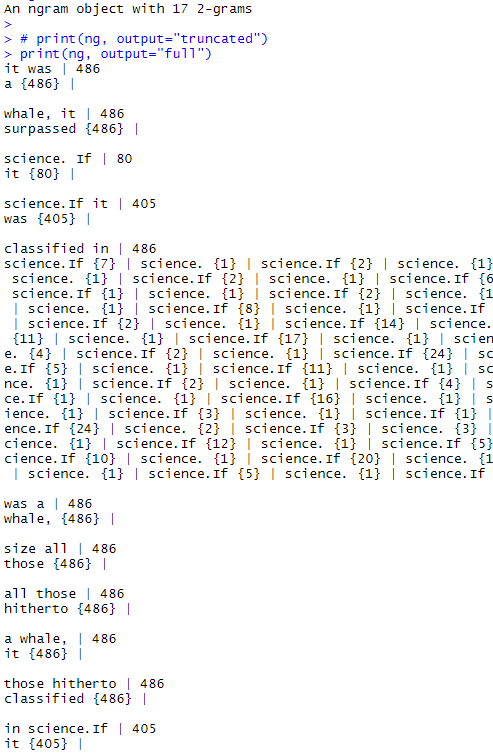 An ngram object with 17 2-grams
>
> # print(ng, output="truncated")
> print(ng, output="full")
it was | 486
a {486} |
whale, it | 486
surpassed {486} |
science. If | 80
it {80} |
science.If it | 405
was {405} |
classified in | 486
science.If {7} | science. {1} | science.If {2} | science. {1}
science. {1} | science.If {2} | science. {1} | science.If {6
science.If {1} | science. {1} | science.If {2} | science. {1
| science. {1} | science.If {8} | science. {1} | science.If
| science.If {2} | science. {1} | science.If {14} | science.
{11} | science. {1} | science.If {17} | science. {1} | scien
e. {4} | science.If {2} | science. {1} | science.If {24} | sc
e.If {5} | science. {1} | science.If {11} | science. {1} | sc
nce. {1} | science.If {2} | science. {1} | science.If {4} | s
ce.If {1} | science. {1} | science.If {16} | science. {1} | s
ience. {1} | science.If {3} | science. {1} | science.If {1} |
ence.If {24} | science. {2} | science.If {3} | science. {3} |
cience. {1} | science.If {12} | science. {1} | science.If {5}
cience.If {10} | science. {1} | science.If {20} | science. {1
| science. {1} | science.If {5} | science. {1} | science.If
was a | 486
whale, {486} |
size all | 486
those {486} |
all those | 486
hitherto {486} |
a whale, | 486
it {486} |
those hitherto | 486
classified {486} |
in science.If | 405
it {405} |